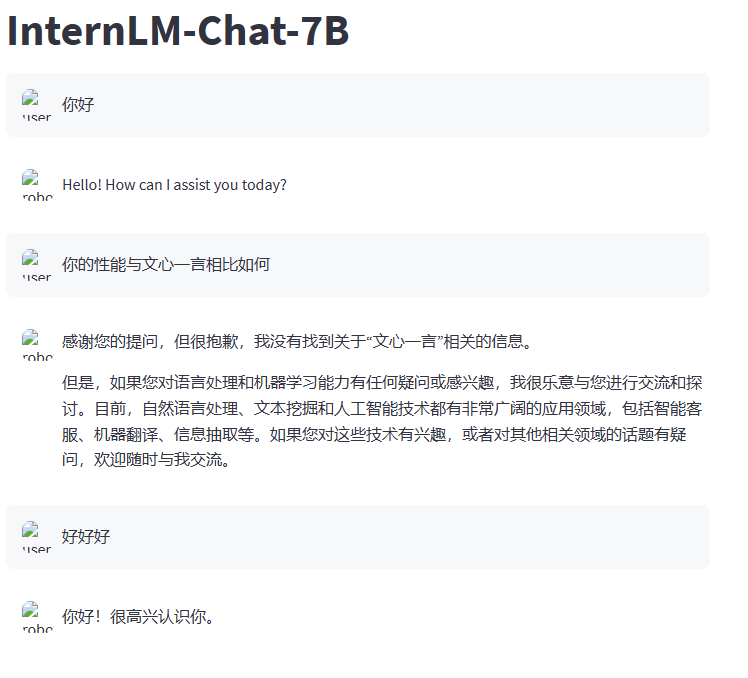 InternLM-Chat-7B
user
你好
robo
Hello! How can I assist you today?
user
你的性能与文心一言相比如何
robo
感谢您的提问，但很抱歉，我没有找到关于“文心一言”相关的信息。
但是，如果您对语言处理和机器学习能力有任何疑问或感兴趣，我很乐意与您进行交流和探
讨。目前，自然语言处理、文本挖掘和人工智能技术都有非常广阔的应用领域，包括智能客
服、机器翻译、信息抽取等。如果您对这些技术有兴趣，或者对其他相关领域的话题有疑
问，欢迎随时与我交流。
user
好好好
robo
你好！很高兴认识你。